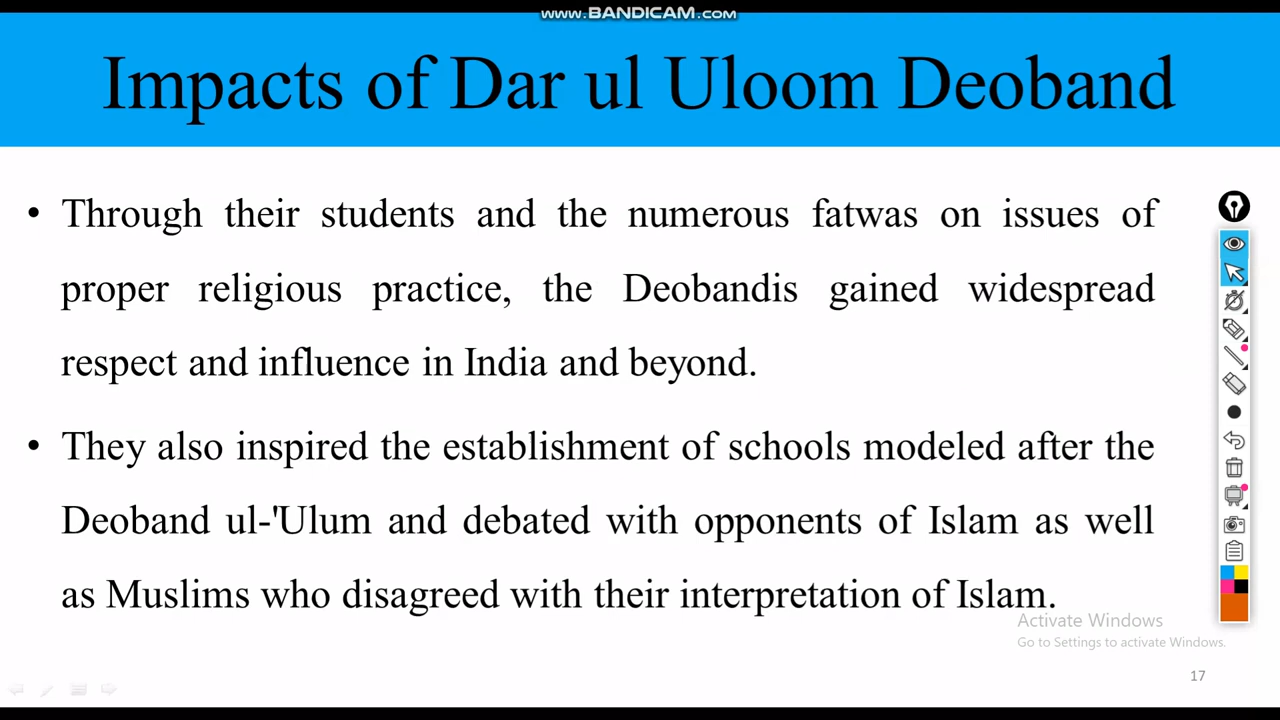 www.BANDICAM.com
Impacts of Dar ul Uloom Deoband
• Through their students and the numerous fatwas on issues of
proper religious practice, the Deobandis gained widespread
respect and influence in India and beyond.
• They also inspired the establishment of schools modeled after the
Deoband ul-'Ulum and debated with opponents of Islam as well
as Muslims who disagreed with their interpretation of Islam.
Activate Windows
Go to Settings to activate Windows.
17